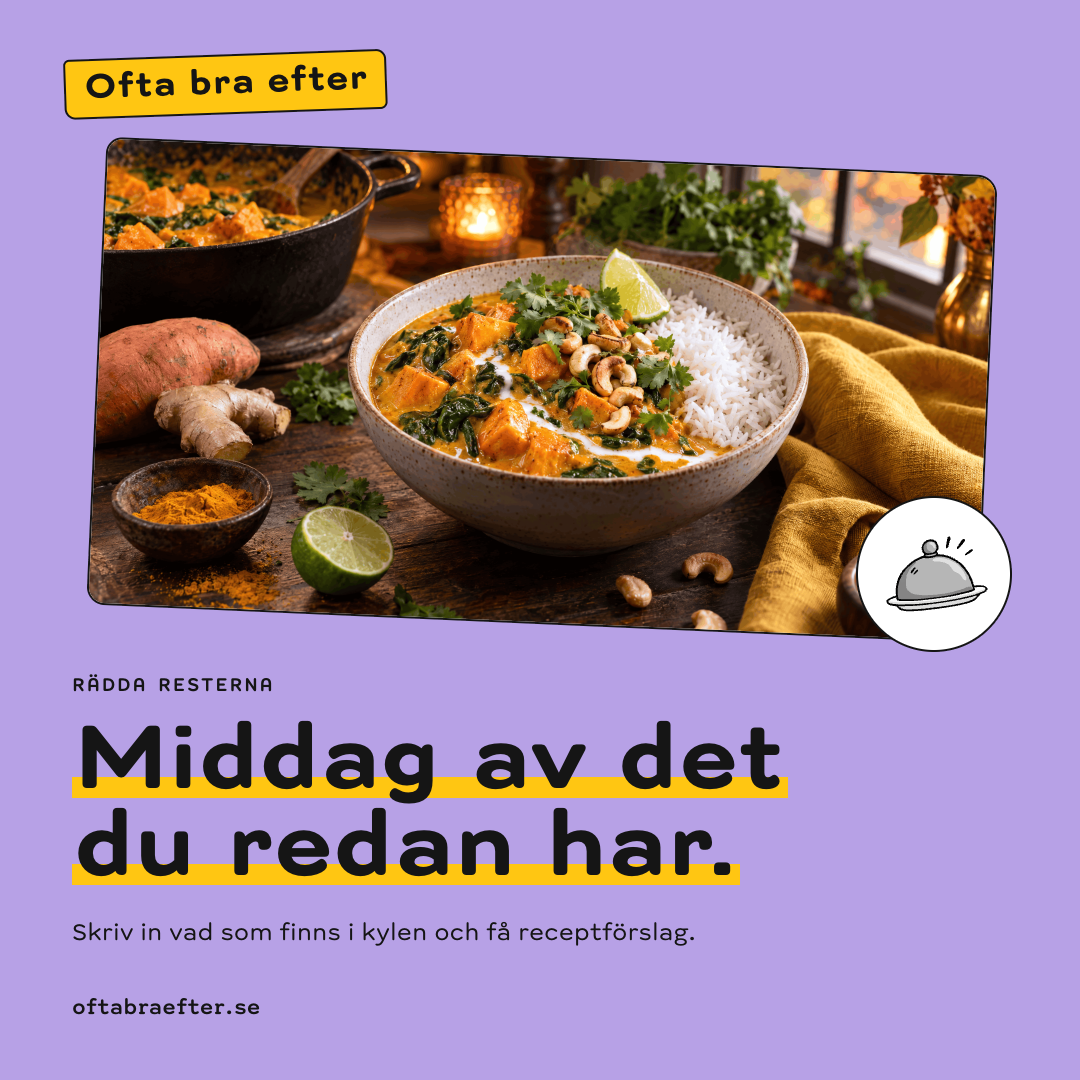 Ofta bra efter
RÄDDA RESTERNA
Middag av det
du redan har.
Skriv in vad som finns i kylen och få receptförslag.
oftabraefter.se